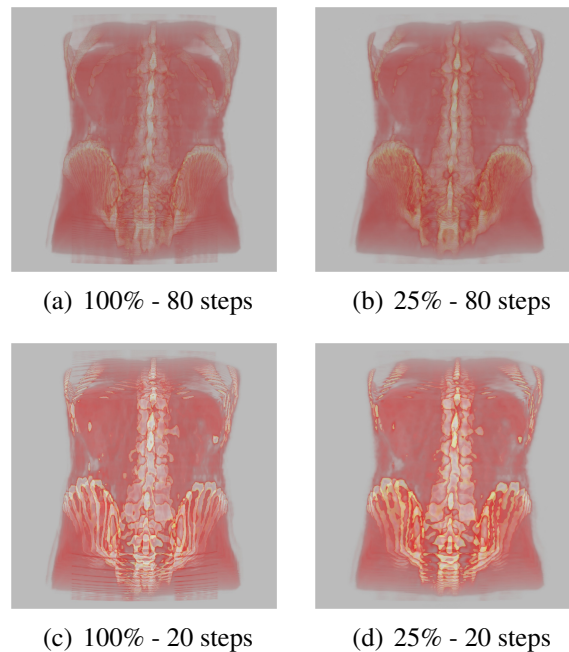 (a) 100% - 80 steps
(b) 25% - 80 steps
(c) 100% - 20 steps
(d) 25% - 20 steps